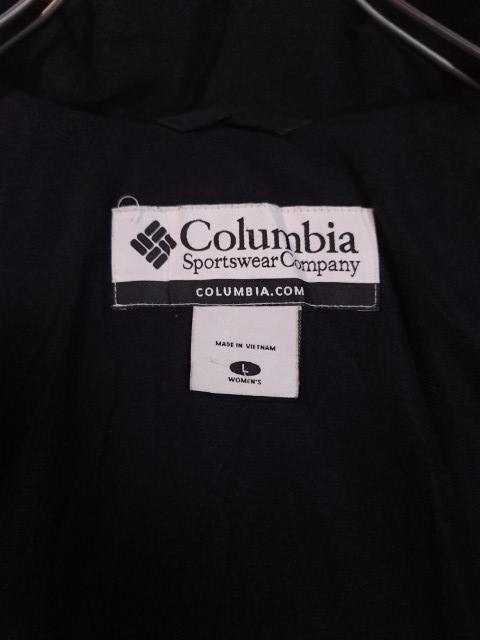 Columbia
Sportswear Company
COLUMBIA.COM
MADE IN VIETNAM
L
WOMEN'S